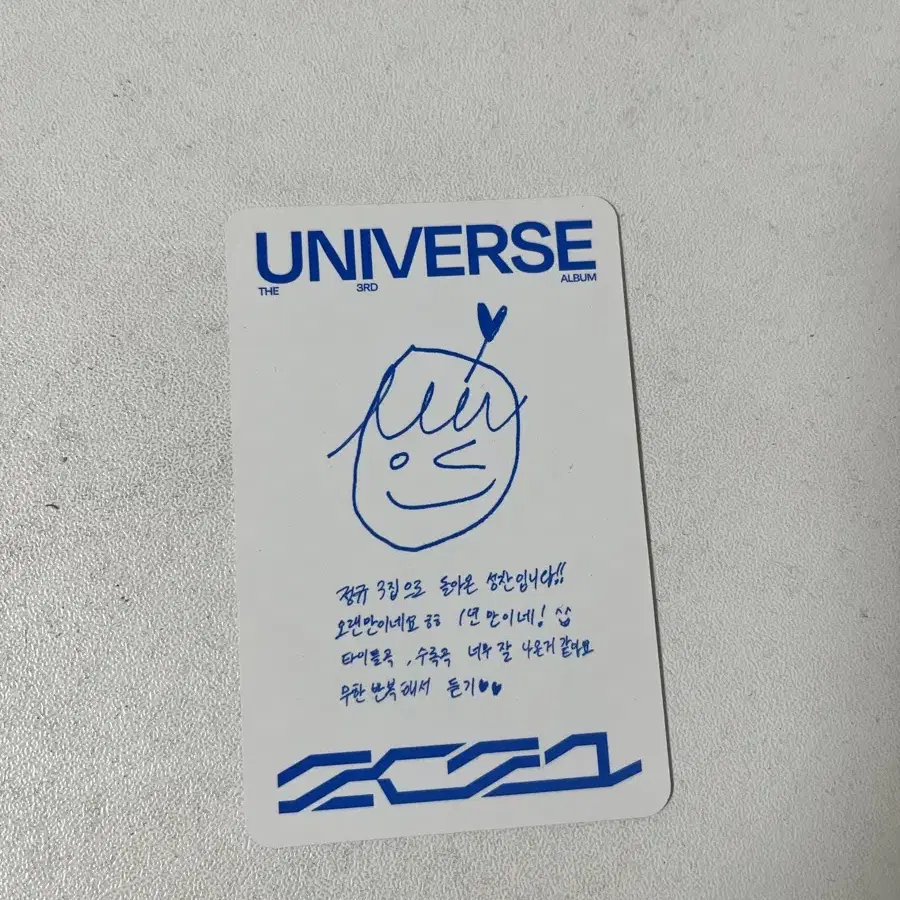 UNIVERSE
THE 3RD ALBUM
정규 3집으로 돌아온 성찬입니다!!
오랜만이네요 ㅎㅎ 1년만이네! ^^
타이틀곡, 수록곡 너무 잘 나온거 같아요
무한 반복해서 듣기♥♥
2021